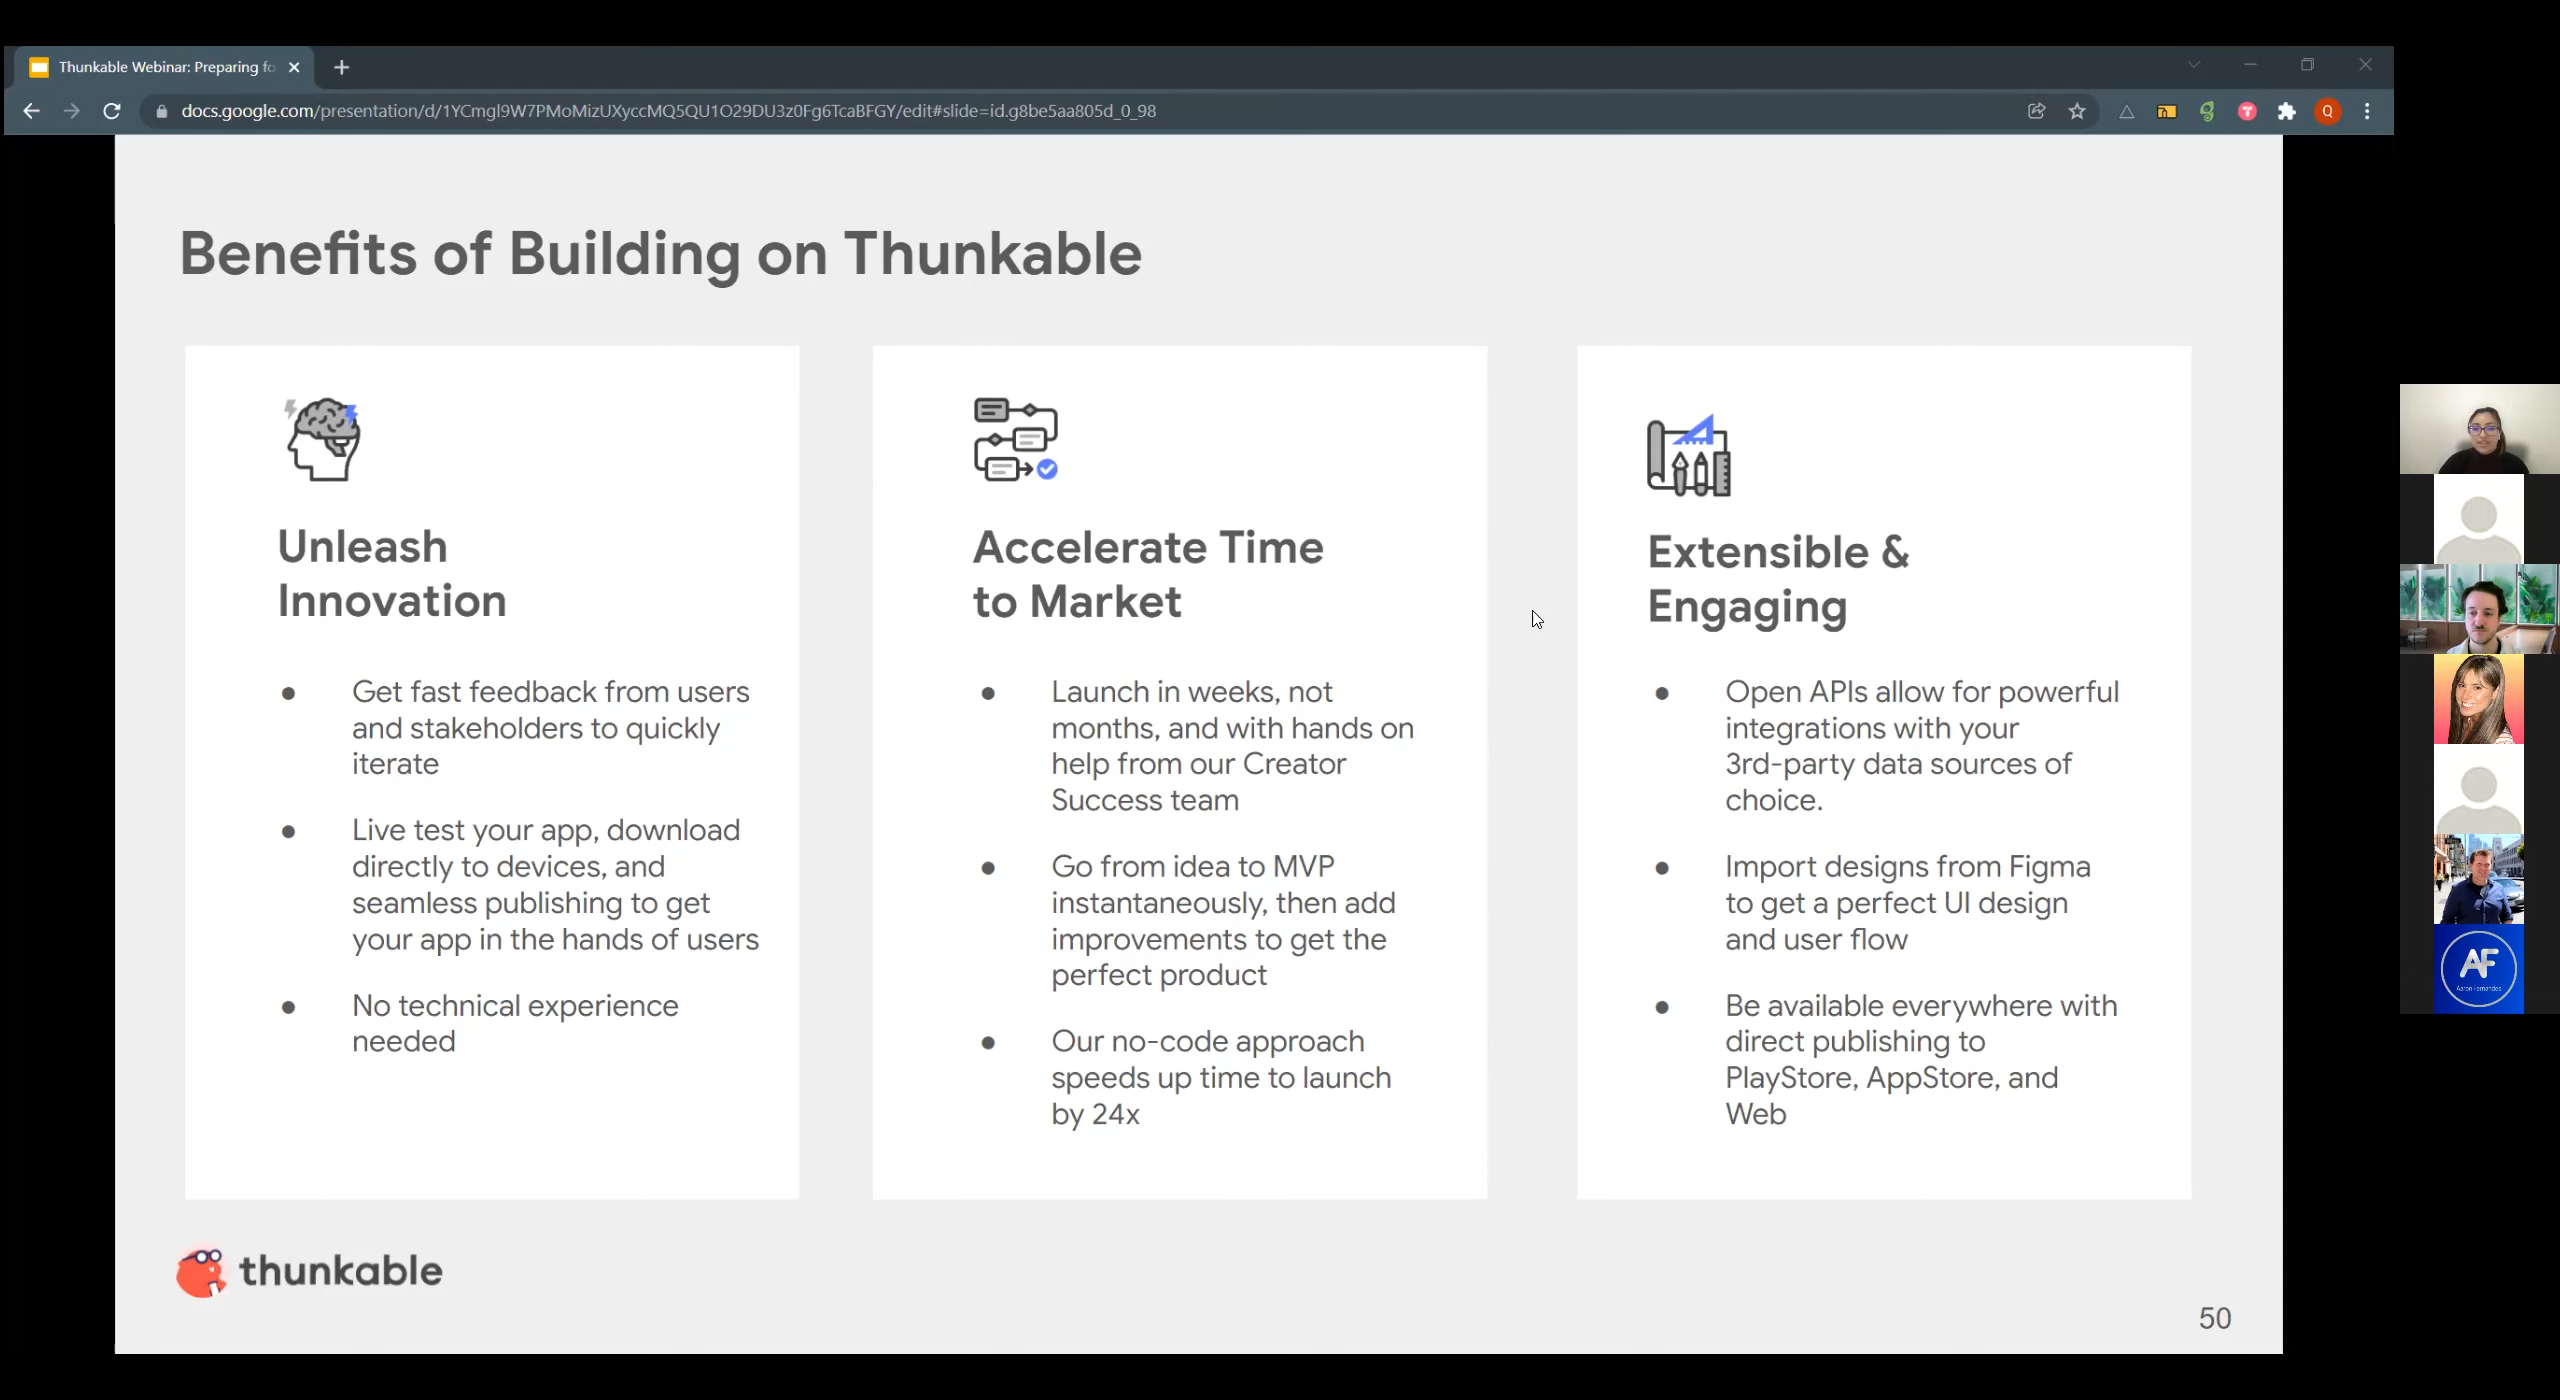 Thunkable Webinar: Preparing fo
docs.google.com/presentation/d/1YCmgl9W7PMoMizUXyccMQ5QU1O29DU3z0Fg6TcaBFGY/edit#slide=id.g8be5aa805d_0_98
Q
Benefits of Building on Thunkable
Unleash
Innovation
● Get fast feedback from users
and stakeholders to quickly
iterate
● Live test your app, download
directly to devices, and
seamless publishing to get
your app in the hands of users
● No technical experience
needed
Accelerate Time
to Market
● Launch in weeks, not
months, and with hands on
help from our Creator
Success team
● Go from idea to MVP
instantaneously, then add
improvements to get the
perfect product
● Our no-code approach
speeds up time to launch
by 24x
Extensible &
Engaging
● Open APIs allow for powerful
integrations with your
3rd-party data sources of
choice.
● Import designs from Figma
to get a perfect UI design
and user flow
● Be available everywhere with
direct publishing to
PlayStore, AppStore, and
Web
thunkable
50
AF
Aaron Fernandes